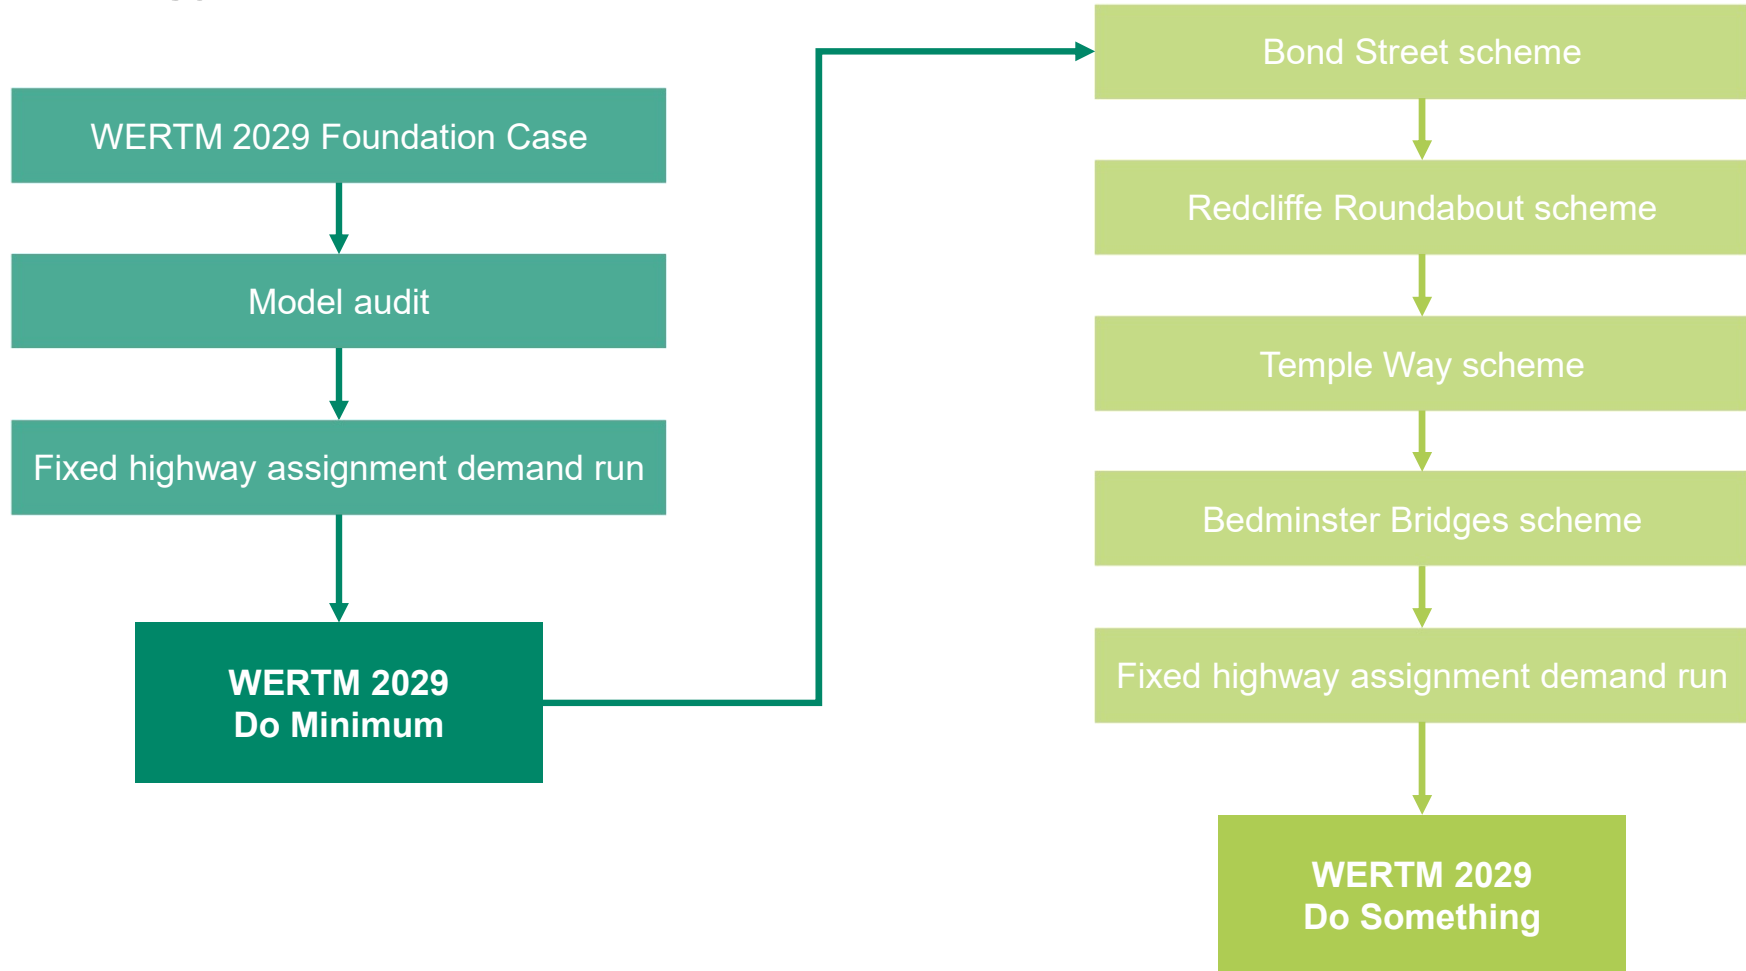 WERTM 2029 Foundation Case
Model audit
Fixed highway assignment demand run
WERTM 2029
Do Minimum
Bond Street scheme
Redcliffe Roundabout scheme
Temple Way scheme
Bedminster Bridges scheme
Fixed highway assignment demand run
WERTM 2029
Do Something